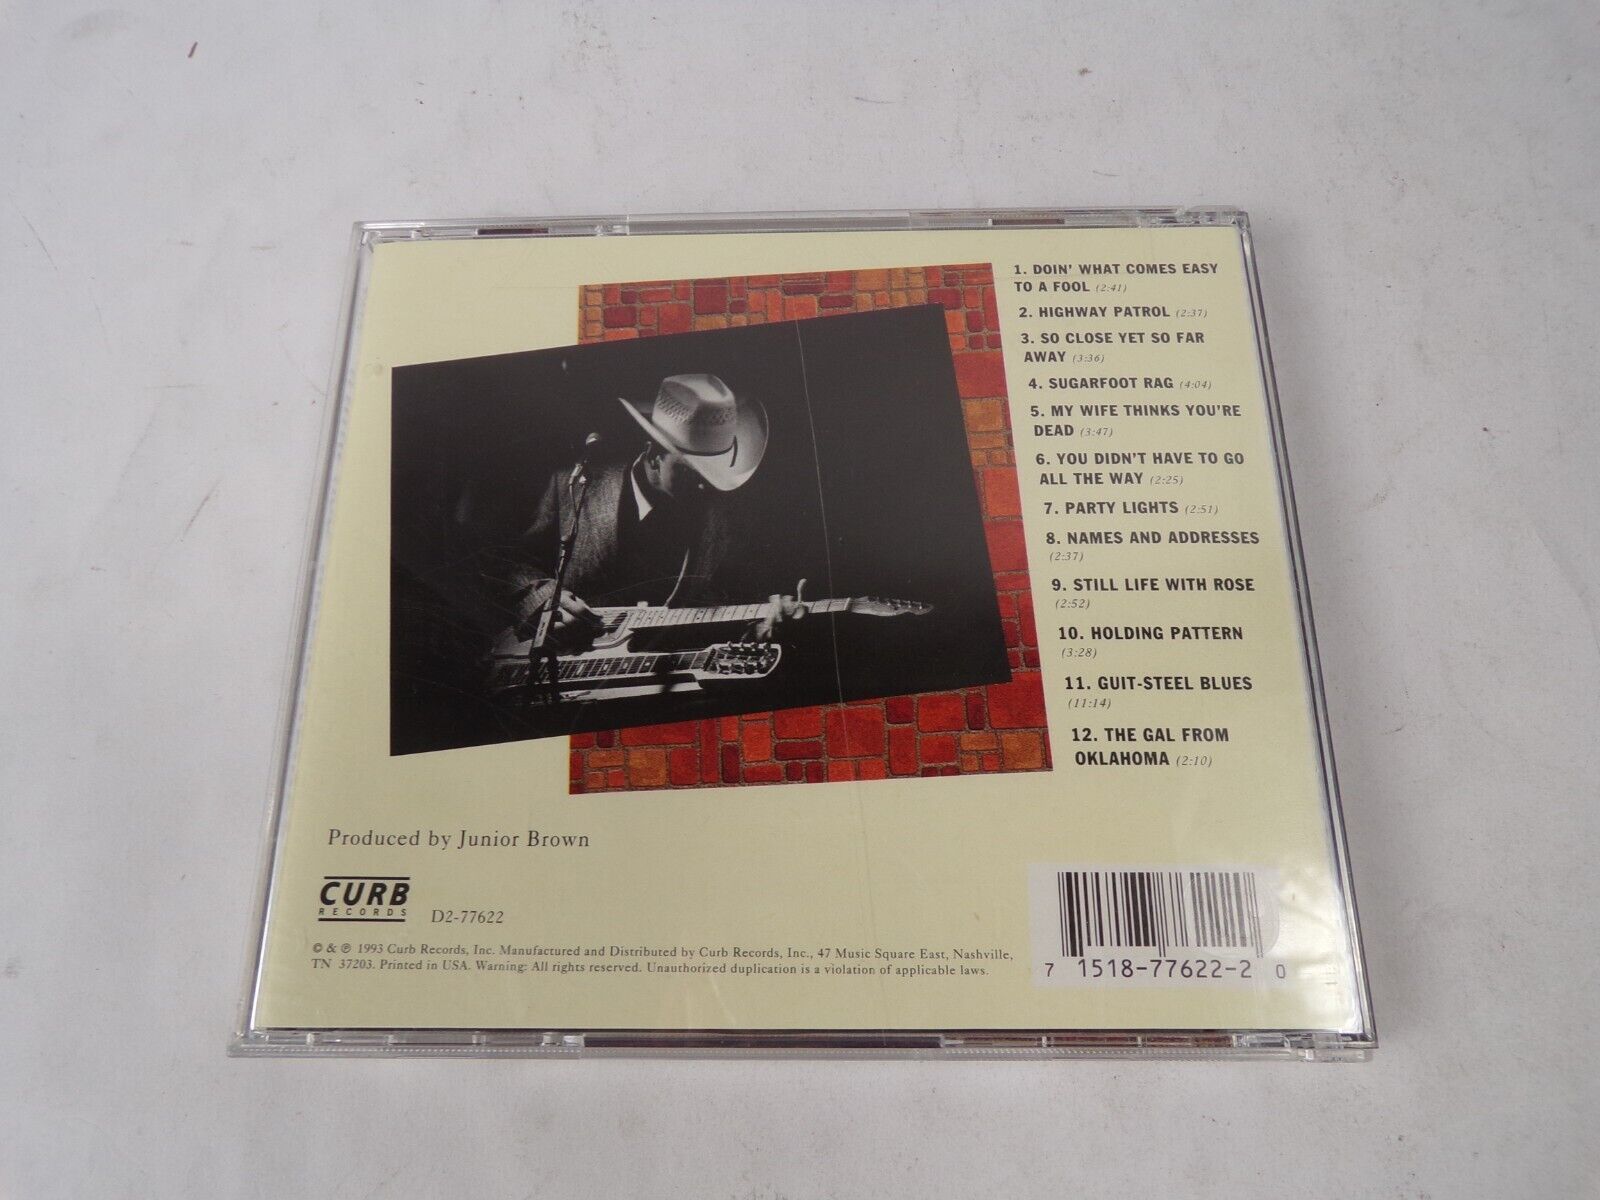 1. DOIN' WHAT COMES EASY
TO A FOOL (2:41)
2. HIGHWAY PATROL (2:37)
3. SO CLOSE YET SO FAR
AWAY (3:36)
4. SUGARFOOT RAG (4:04)
5. MY WIFE THINKS YOU'RE
DEAD (3:47)
6. YOU DIDN'T HAVE TO GO
ALL THE WAY (2:25)
7. PARTY LIGHTS (2:51)
8. NAMES AND ADDRESSES
(2:37)
9. STILL LIFE WITH ROSE
(2:52)
10. HOLDING PATTERN
(3:28)
11. GUIT-STEEL BLUES
(11:14)
12. THE GAL FROM
OKLAHOMA (2:10)
Produced by Junior Brown
CURB
RECORDS
D2-77622
© & ℗ 1993 Curb Records, Inc. Manufactured and Distributed by Curb Records, Inc., 47 Music Square East, Nashville,
TN 37203. Printed in USA. Warning: All rights reserved. Unauthorized duplication is a violation of applicable laws.
7 1518-77622-2 0